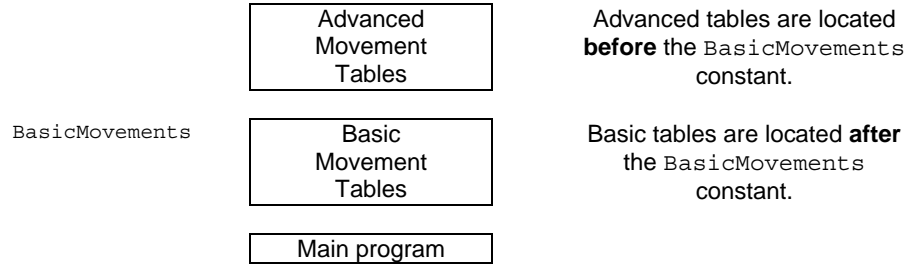 Advanced
Movement
Tables
Advanced tables are located
before the BasicMovements
constant.
BasicMovements
Basic
Movement
Tables
Basic tables are located after
the BasicMovements
constant.
Main program